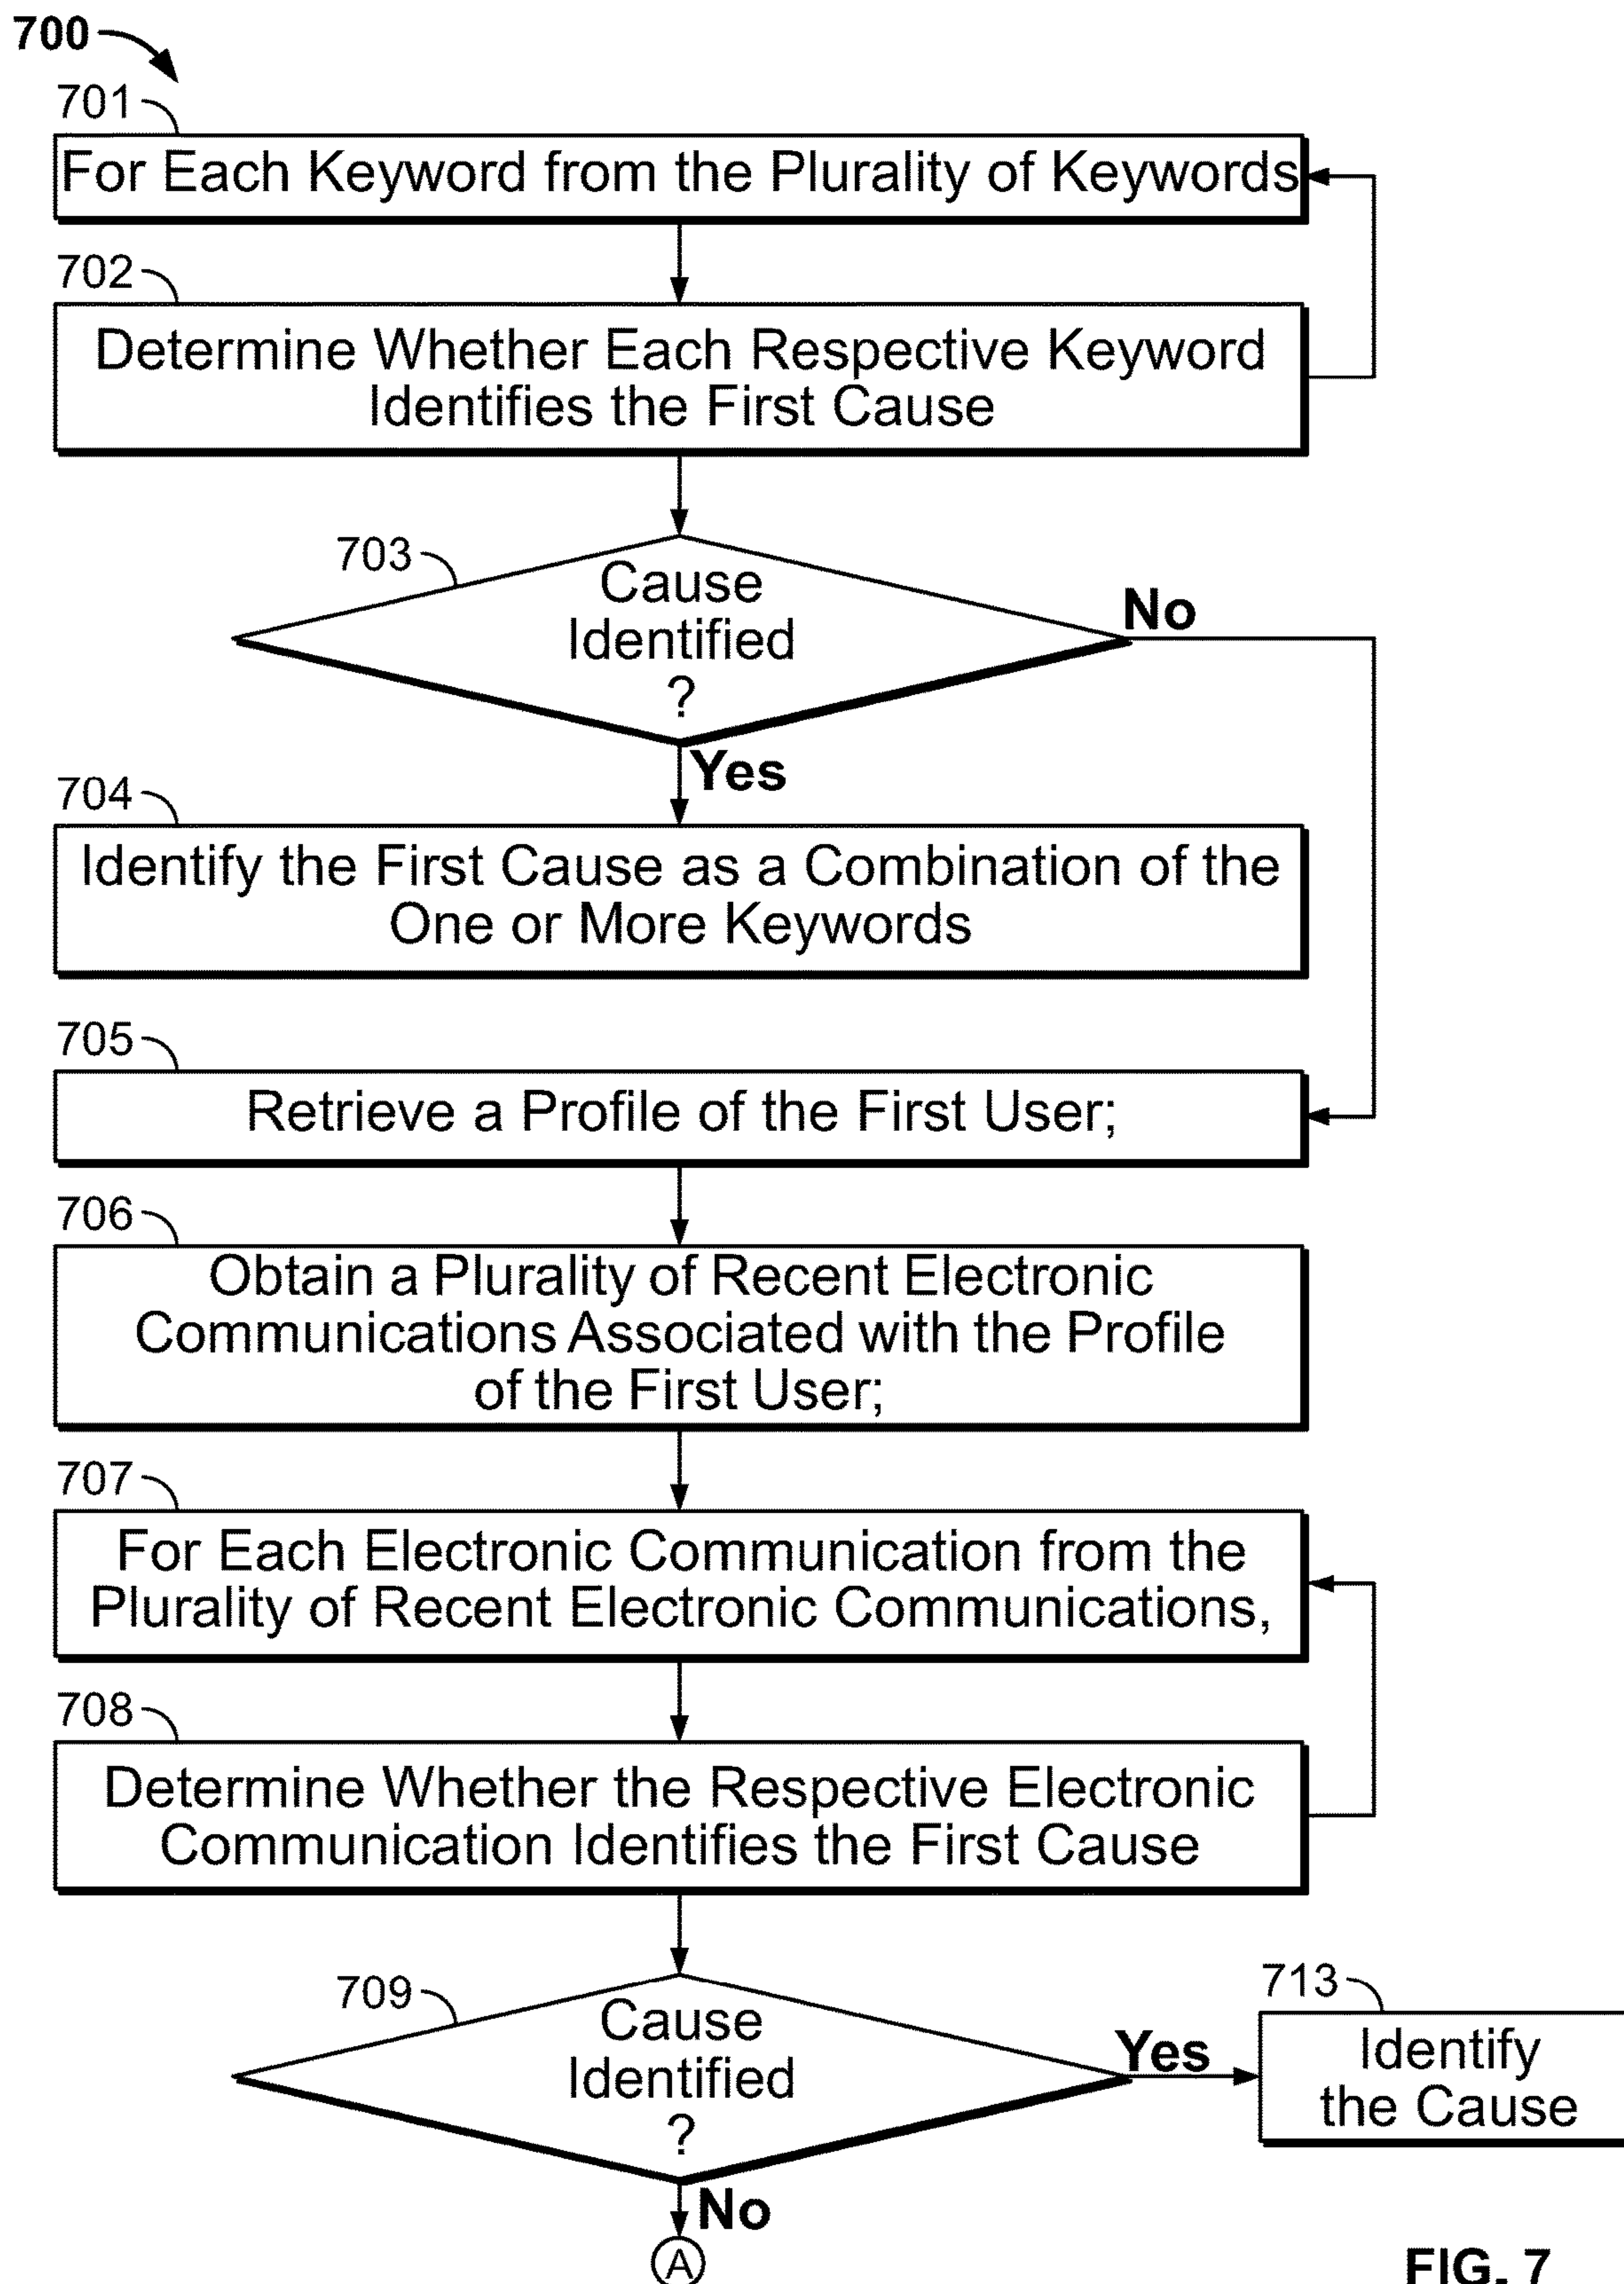 700
701
For Each Keyword from the Plurality of Keywords
702
Determine Whether Each Respective Keyword
Identifies the First Cause
703
Cause
Identified
?
No
Yes
704
Identify the First Cause as a Combination of the
One or More Keywords
705
Retrieve a Profile of the First User;
706
Obtain a Plurality of Recent Electronic
Communications Associated with the Profile
of the First User;
707
For Each Electronic Communication from the
Plurality of Recent Electronic Communications,
708
Determine Whether the Respective Electronic
Communication Identifies the First Cause
709
Cause
Identified
?
Yes
713
Identify
the Cause
No
A
FIG. 7